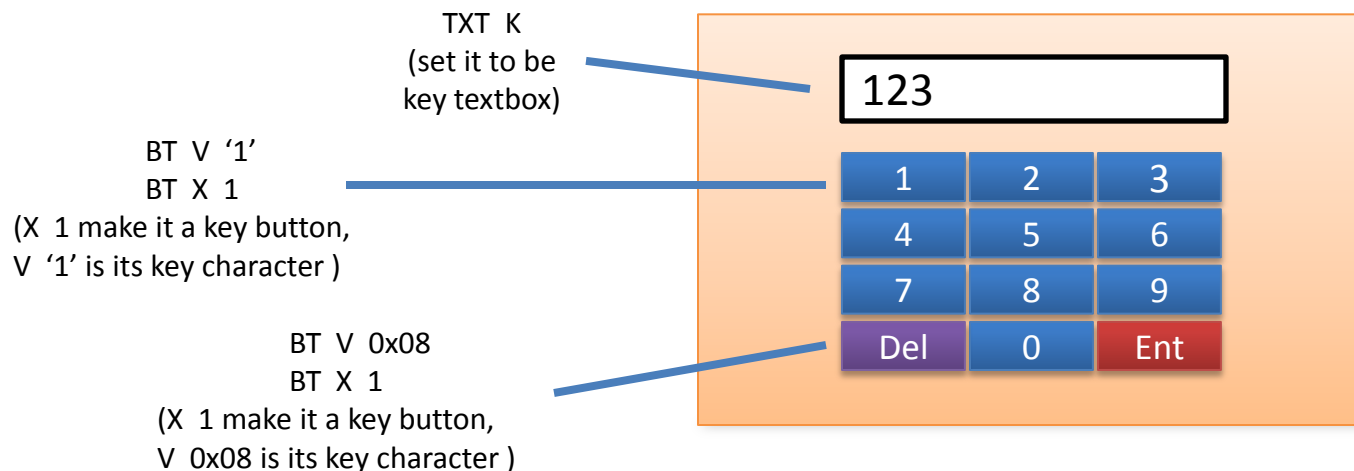 TXT K
(set it to be
key textbox)
123
BT V ‘1’
BT X 1
(X 1 make it a key button,
V ‘1’ is its key character )
1 2 3
4 5 6
7 8 9
Del 0 Ent
BT V 0x08
BT X 1
(X 1 make it a key button,
V 0x08 is its key character )